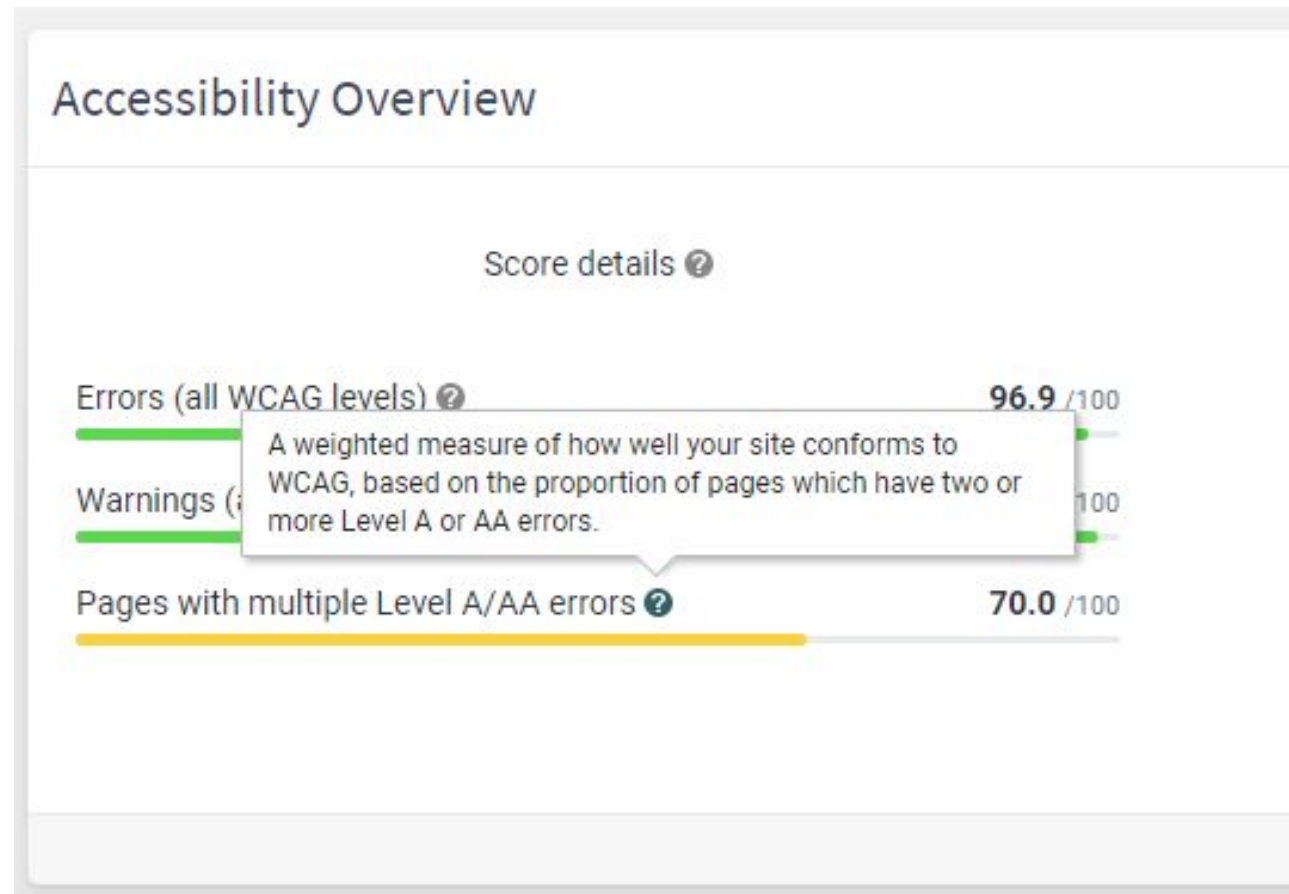 Accessibility Overview
Score details
Errors (all WCAG levels) 96.9 /100
A weighted measure of how well your site conforms to
WCAG, based on the proportion of pages which have two or
more Level A or AA errors.
Warnings ( 100
Pages with multiple Level A/AA errors 70.0 /100